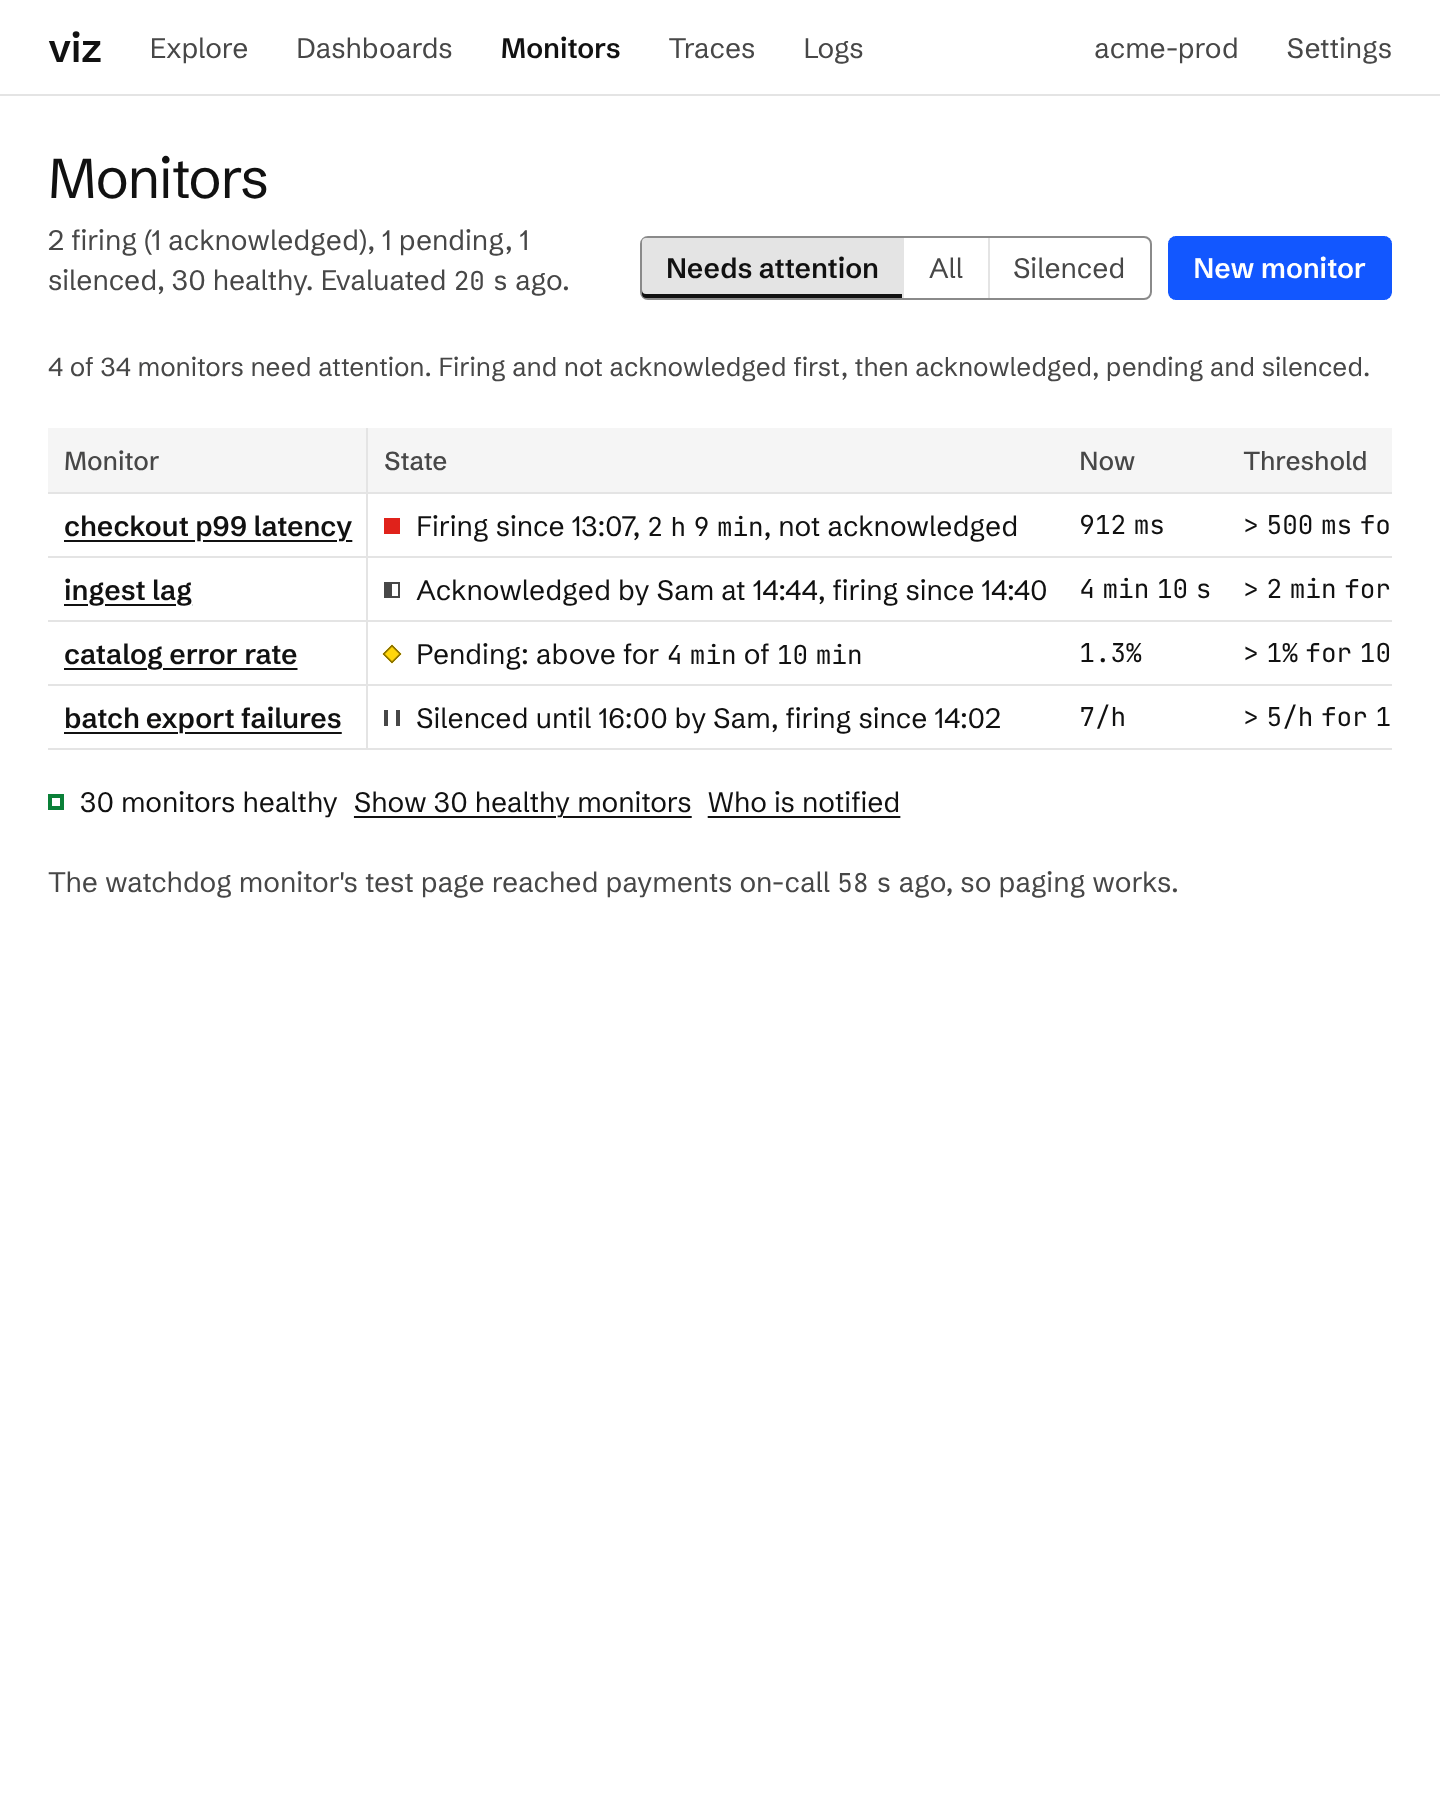 viz Explore Dashboards Monitors Traces Logs acme-prod Settings
Monitors
2 firing (1 acknowledged), 1 pending, 1
silenced, 30 healthy. Evaluated 20 s ago.
Needs attention All Silenced New monitor
4 of 34 monitors need attention. Firing and not acknowledged first, then acknowledged, pending and silenced.
Monitor State Now Threshold
checkout p99 latency Firing since 13:07, 2 h 9 min, not acknowledged 912 ms > 500 ms fo
ingest lag Acknowledged by Sam at 14:44, firing since 14:40 4 min 10 s > 2 min for
catalog error rate Pending: above for 4 min of 10 min 1.3% > 1% for 10
batch export failures Silenced until 16:00 by Sam, firing since 14:02 7/h > 5/h for 1
30 monitors healthy Show 30 healthy monitors Who is notified
The watchdog monitor's test page reached payments on-call 58 s ago, so paging works.